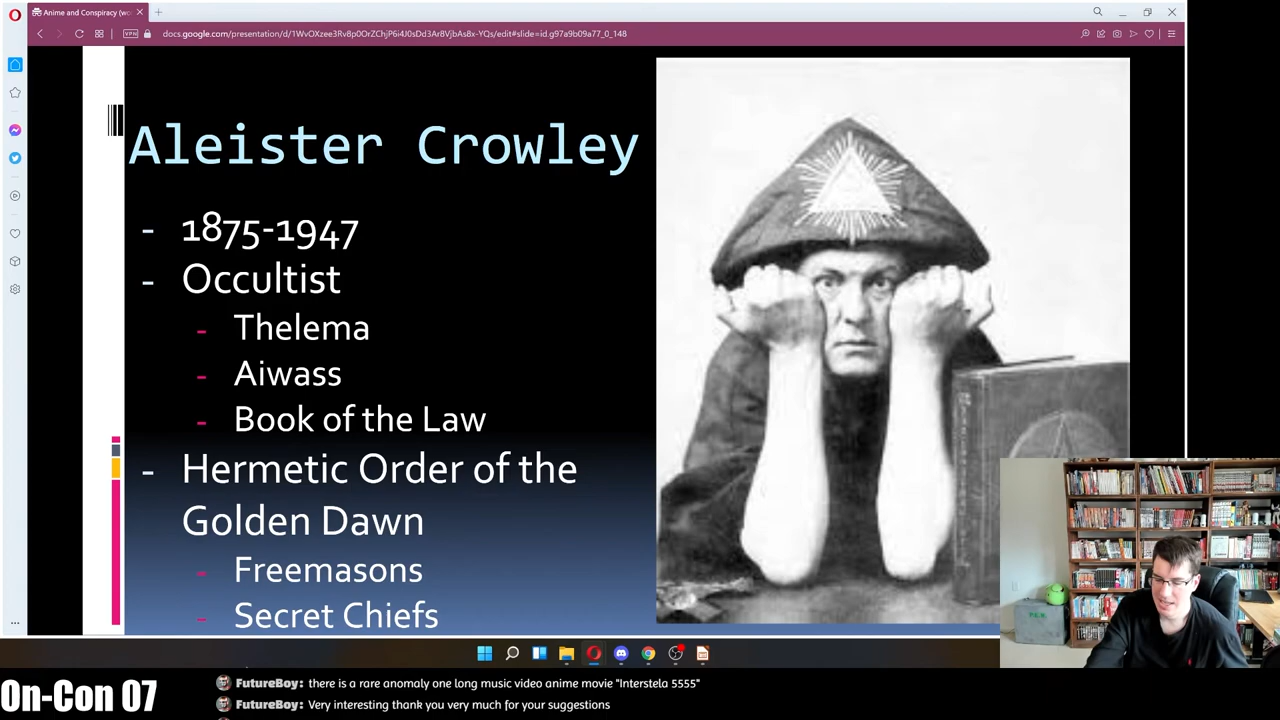 Anime and Conspiracy (wo
VPN
docs.google.com/presentation/d/1WvOXzee3Rv8p0OrZChjP6i4J0sDd3Ar8VjbAs8x-YQs/edit#slide=id.g97a9b09a77_0_148
Aleister Crowley
- 1875-1947
- Occultist
- Thelema
- Aiwass
- Book of the Law
- Hermetic Order of the
Golden Dawn
- Freemasons
- Secret Chiefs
On-Con 07
FutureBoy: there is a rare anomaly one long music video anime movie "Interstela 5555"
FutureBoy: Very interesting thank you very much for your suggestions